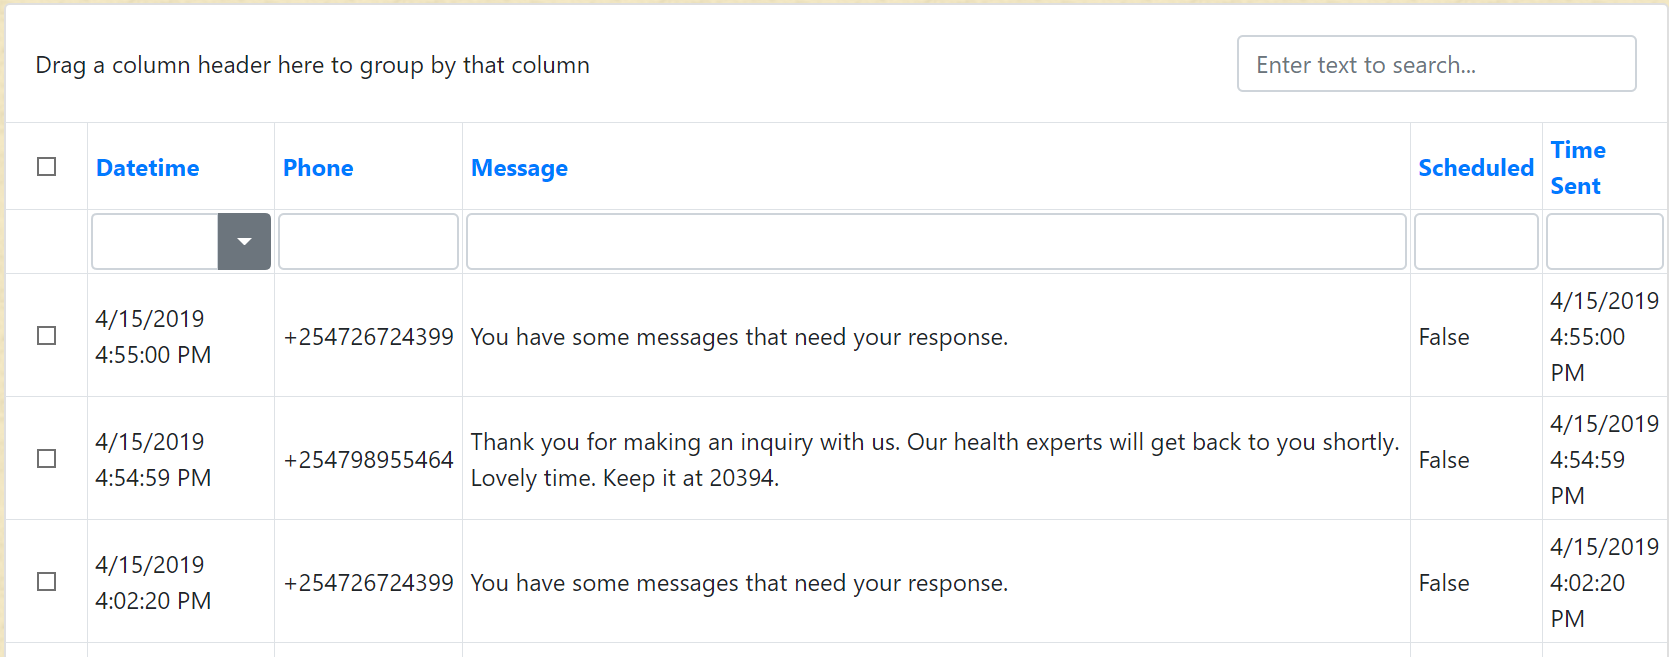 Drag a column header here to group by that column
Enter text to search...
Datetime
Phone
Message
Scheduled
Time
Sent
4/15/2019
4:55:00 PM
+254726724399
You have some messages that need your response.
False
4/15/2019
4:55:00
PM
4/15/2019
4:54:59 PM
+254798955464
Thank you for making an inquiry with us. Our health experts will get back to you shortly.
Lovely time. Keep it at 20394.
False
4/15/2019
4:54:59
PM
4/15/2019
4:02:20 PM
+254726724399
You have some messages that need your response.
False
4/15/2019
4:02:20
PM